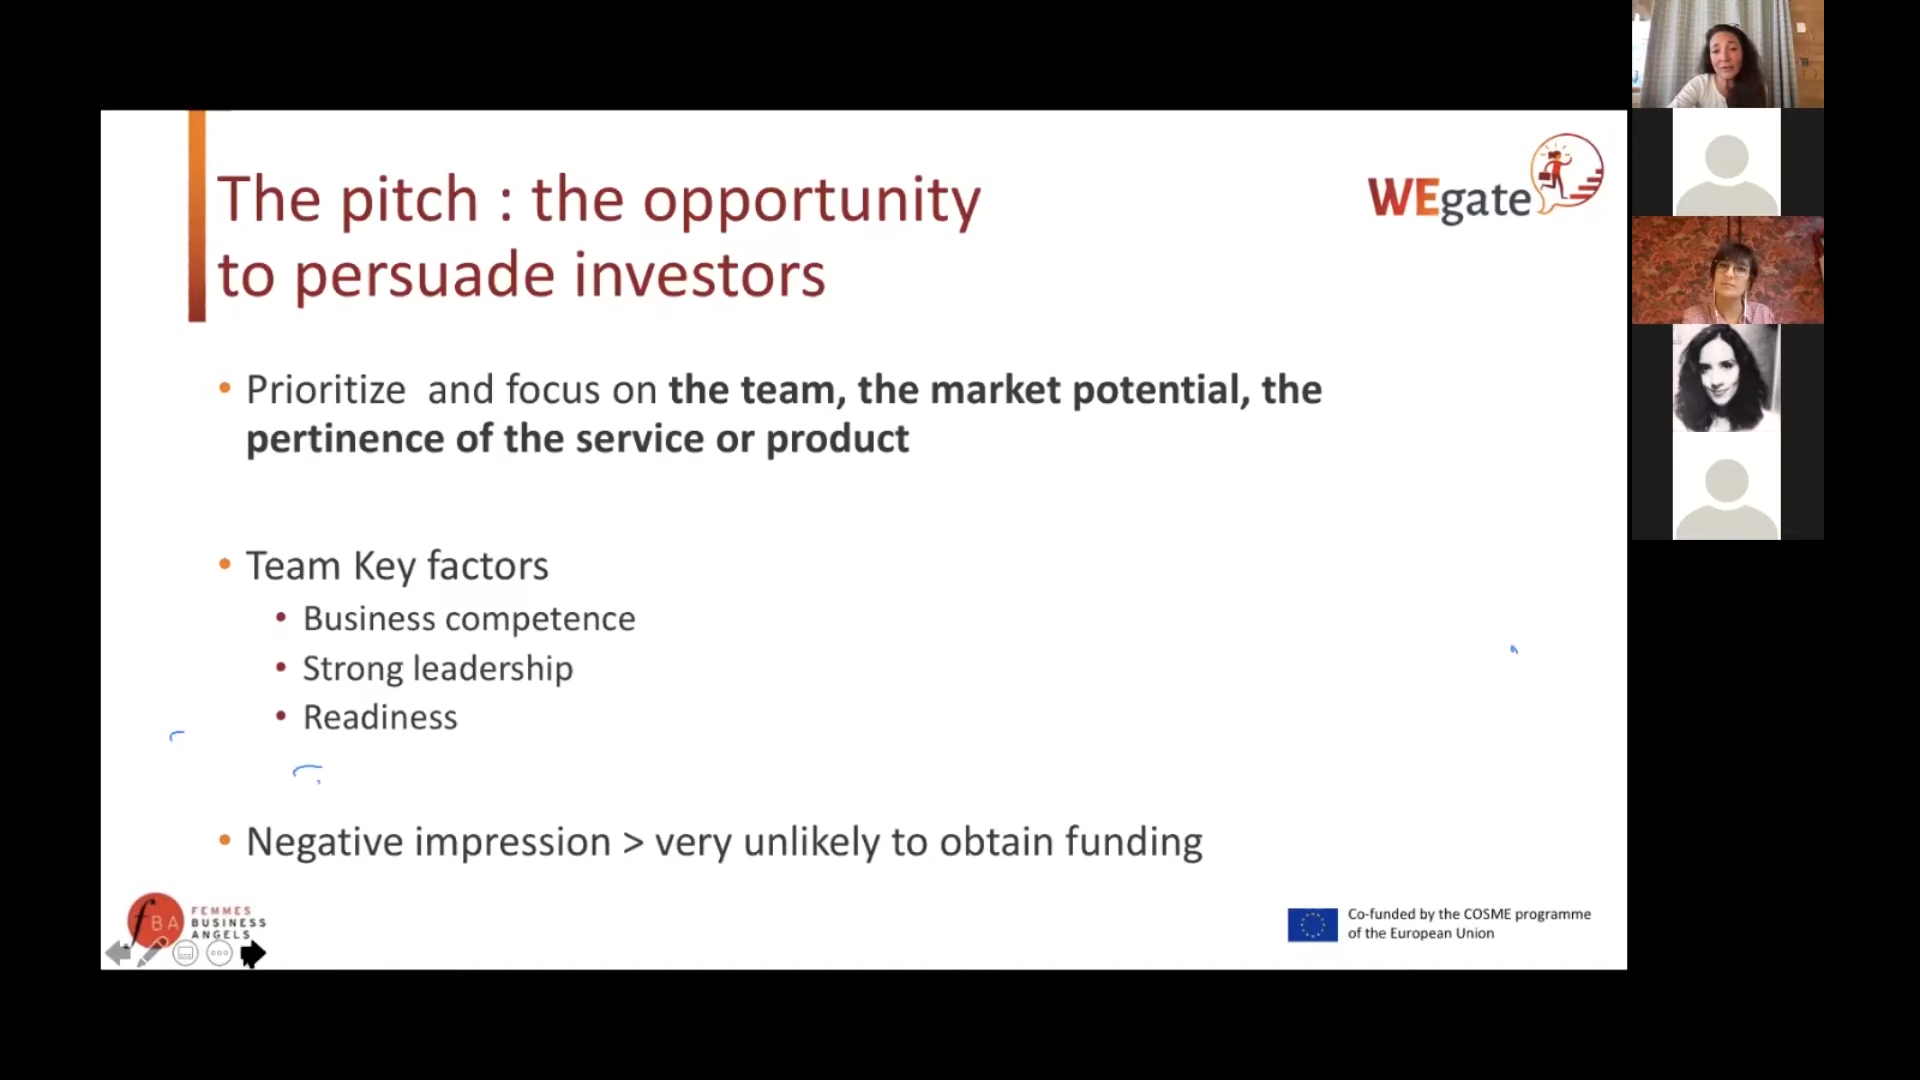 The pitch : the opportunity
to persuade investors
WEgate
• Prioritize  and focus on the team, the market potential, the
pertinence of the service or product
• Team Key factors
• Business competence
• Strong leadership
• Readiness
• Negative impression > very unlikely to obtain funding
fBA
FEMMES
BUSINESS
ANGELS
Co-funded by the COSME programme
of the European Union